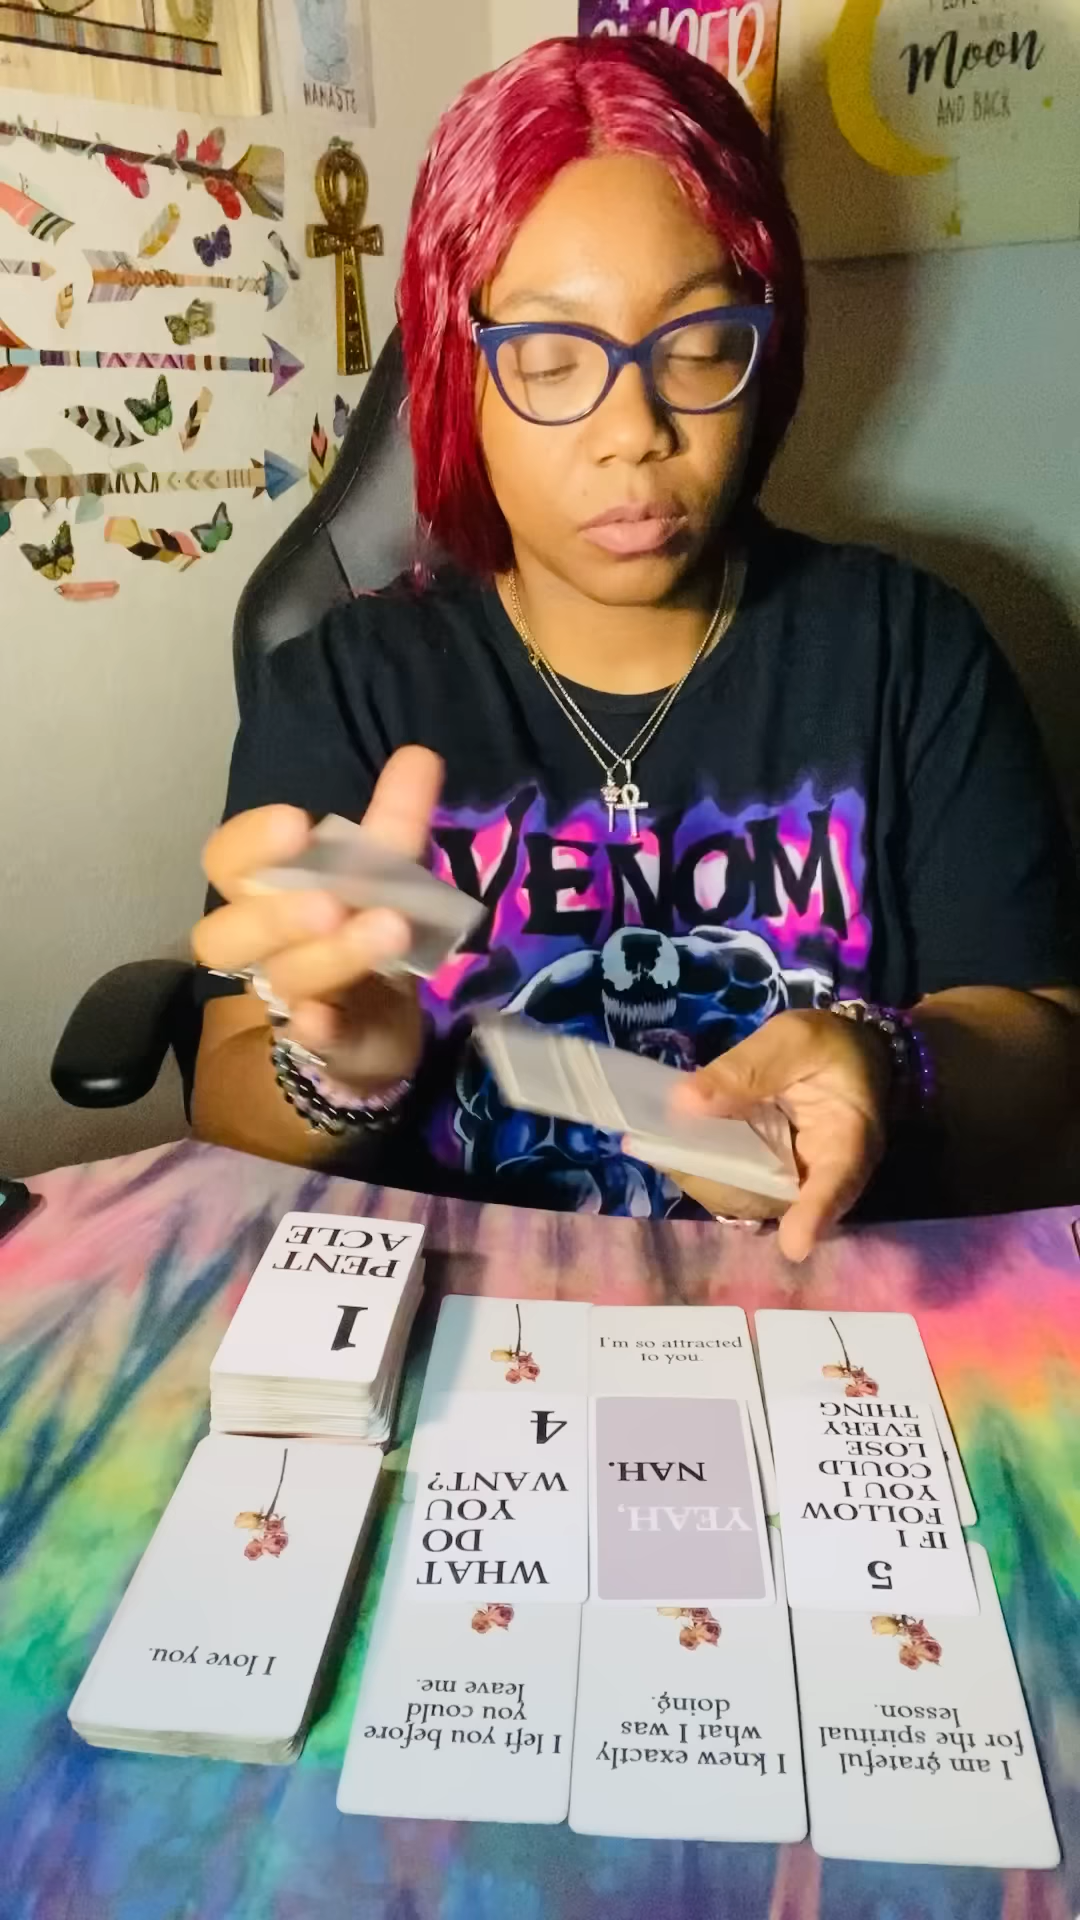 NAMASTE
Moon
AND BACK
VENOM
1
PENT
ACLE
I'm so attracted
to you.
WHAT
DO
YOU
WANT?
4
YEAH,
NAH.
5
IF I
FOLLOW
YOU I
COULD
LOSE
EVERY
THING
I love you.
I left you before
you could
leave me.
I knew exactly
what I was
doing.
I am grateful
for the spiritual
lesson.